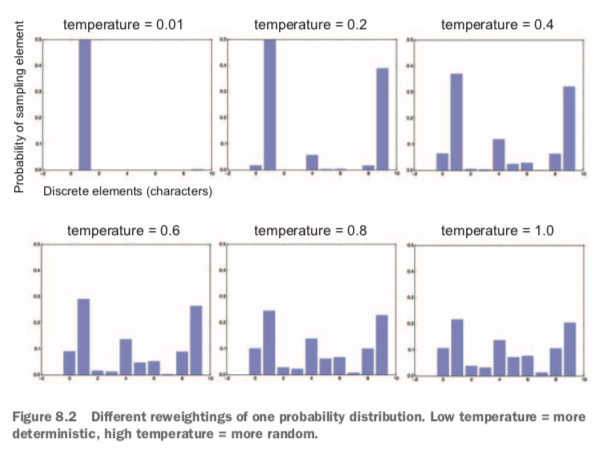 temperature = 0.01
temperature = 0.2
temperature = 0.4
Probability of sampling element
Discrete elements (characters)
temperature = 0.6
temperature = 0.8
temperature = 1.0
Figure 8.2 Different reweightings of one probability distribution. Low temperature = more
deterministic, high temperature = more random.